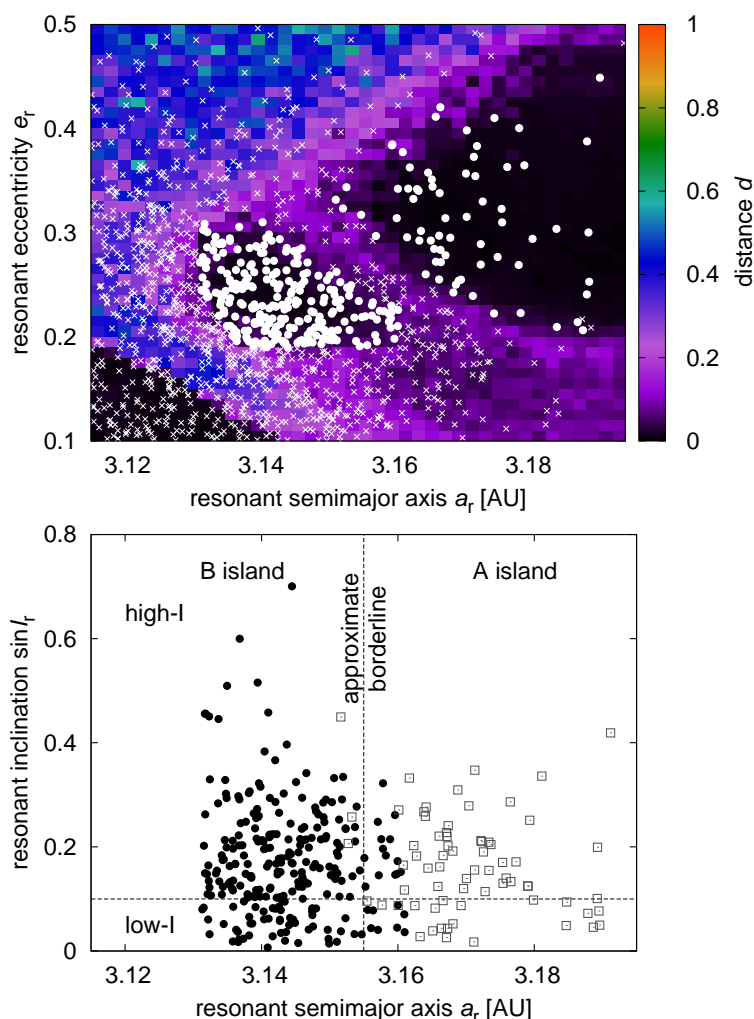 0.5
0.4
0.3
0.2
0.1
resonant eccentricity e_r
3.12 3.14 3.16 3.18
resonant semimajor axis a_r [AU]
1
0.8
0.6
0.4
0.2
0
distance d
0.8
0.6
0.4
0.2
0
resonant inclination sin I_r
B island
A island
high-I
approximate
borderline
low-I
3.12 3.14 3.16 3.18
resonant semimajor axis a_r [AU]